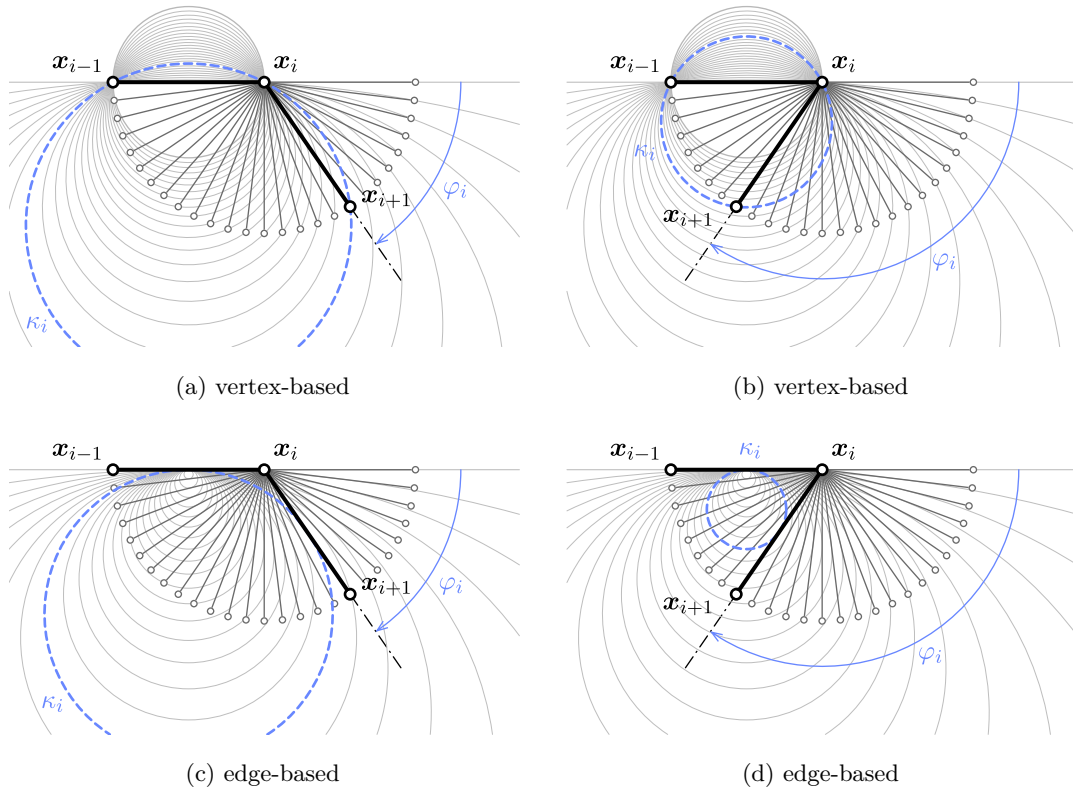 x_{i−1} x_i x_{i−1} x_i
κ_i
φ_i x_{i+1}
x_{i+1} φ_i
κ_i
(a) vertex-based (b) vertex-based
x_{i−1} x_i x_{i−1} κ_i x_i
x_{i+1} φ_i x_{i+1}
φ_i
κ_i
(c) edge-based (d) edge-based